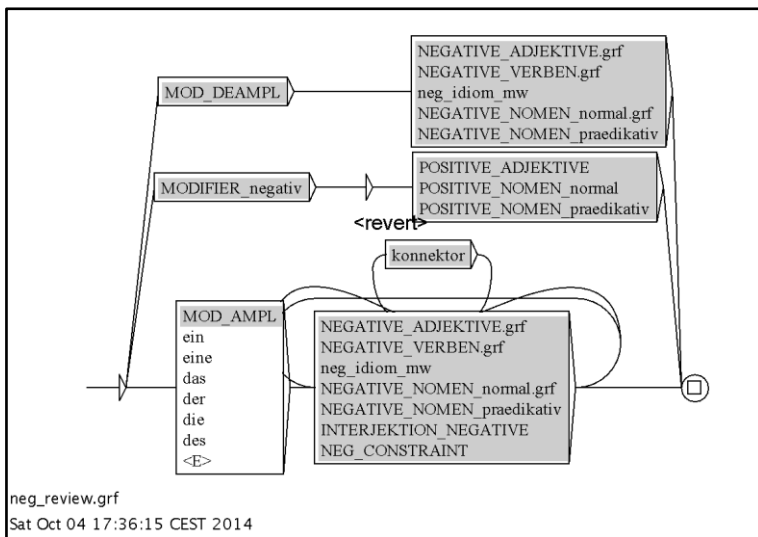 MOD_DEAMPL
NEGATIVE_ADJEKTIVE.grf
NEGATIVE_VERBEN.grf
neg_idiom_mw
NEGATIVE_NOMEN_normal.grf
NEGATIVE_NOMEN_praedikativ
MODIFIER_negativ
POSITIVE_ADJEKTIVE
POSITIVE_NOMEN_normal
POSITIVE_NOMEN_praedikativ
<revert>
konnektor
MOD_AMPL
ein
eine
das
der
die
des
<E>
NEGATIVE_ADJEKTIVE.grf
NEGATIVE_VERBEN.grf
neg_idiom_mw
NEGATIVE_NOMEN_normal.grf
NEGATIVE_NOMEN_praedikativ
INTERJEKTION_NEGATIVE
NEG_CONSTRAINT
neg_review.grf
Sat Oct 04 17:36:15 CEST 2014